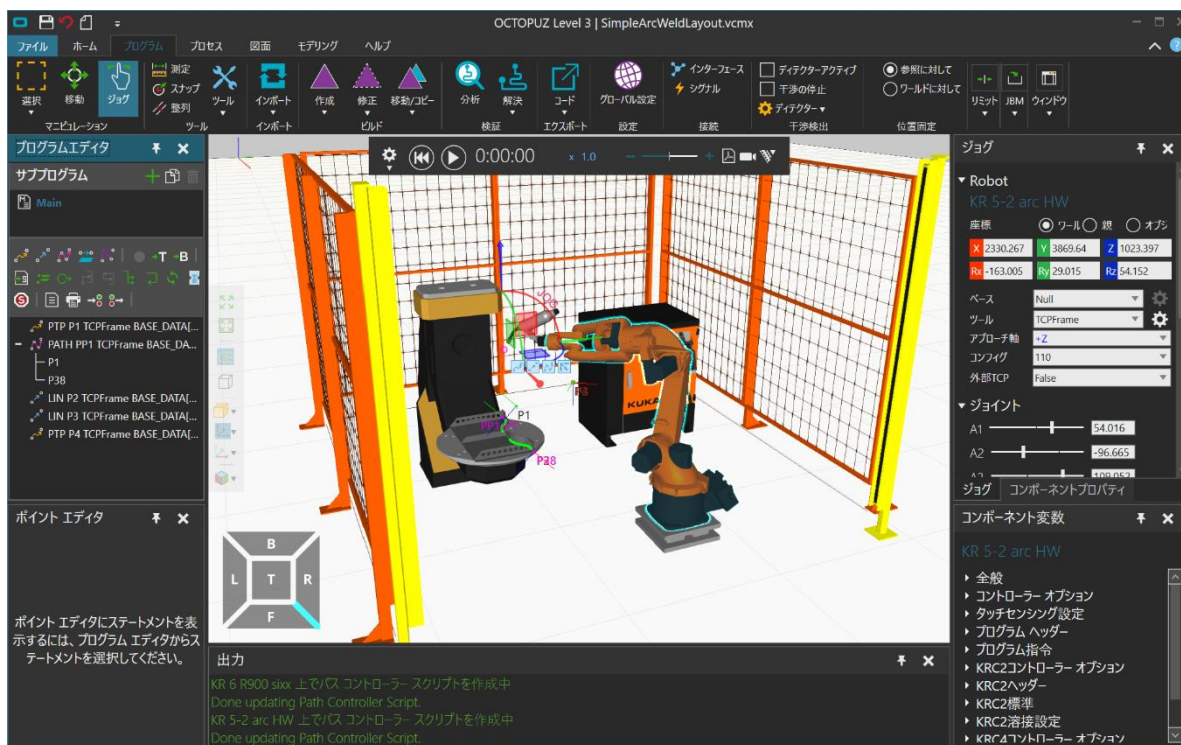 OCTOPUZ Level 3 | SimpleArcWeldLayout.vcmx
ファイル ホーム プログラム プロセス 図面 モデリング ヘルプ
選択 移動 ジョグ 測定 スナップ 整列 ツール インポート 作成 修正 移動/コピー 分析 解決 コード グローバル設定 インターフェース シグナル ディテクターアクティブ 干渉の停止 ディテクター 参照に対して ワールドに対して リミット JBM ウィンドウ
マニピュレーション ツール インポート ビルド 検証 エクスポート 設定 接続 干渉検出 位置固定
プログラムエディタ
サブプログラム
Main
T B
PTP P1 TCPFrame BASE_DATA[...
PATH PP1 TCPFrame BASE_DA...
P1
P38
LIN P2 TCPFrame BASE_DATA[...
LIN P3 TCPFrame BASE_DATA[...
PTP P4 TCPFrame BASE_DATA[...
ポイント エディタ
ポイント エディタにステートメントを表
示するには、プログラム エディタからス
テートメントを選択してください。
0:00:00 x 1.0
KUKA
P1
B
L T R
F
出力
KR 6 R900 sixx 上でパス コントローラー スクリプトを作成中
Done updating Path Controller Script.
KR 5-2 arc HW 上でパス コントローラー スクリプトを作成中
Done updating Path Controller Script.
ジョグ
Robot
KR 5-2 arc HW
座標 ワール 親 オブジ
X 2330.267 Y 3869.64 Z 1023.397
Rx -163.005 Ry 29.015 Rz 54.152
ベース Null
ツール TCPFrame
アプローチ軸 +Z
コンフィグ 110
外部TCP False
ジョイント
A1 54.016
A2 -96.665
ジョグ コンポーネントプロパティ
コンポーネント変数
KR 5-2 arc HW
全般
コントローラー オプション
タッチセンシング設定
プログラム ヘッダー
プログラム指令
KRC2コントローラー オプション
KRC2ヘッダー
KRC2標準
KRC2溶接設定
KRC4コントローラー オプション